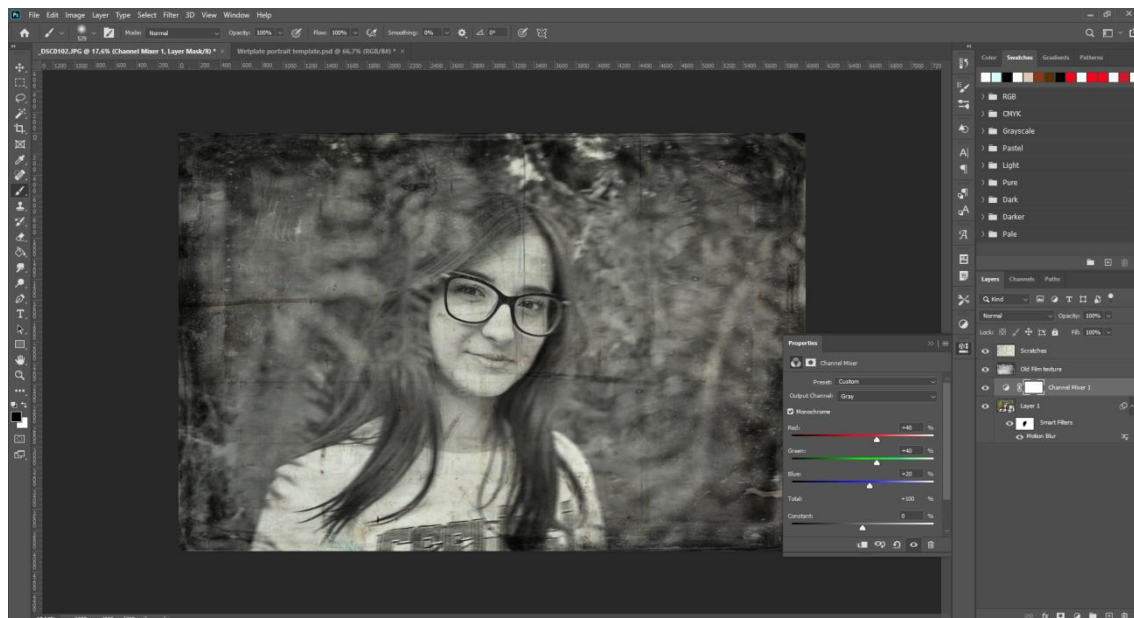 File Edit Image Layer Type Select Filter 3D View Window Help
Mode: Normal Opacity: 100% Flow: 100% Smoothing: 0% 0°
_DSC0102.JPG @ 17,6% (Channel Mixer 1, Layer Mask/8) * × Wetplate portrait template.psd @ 66,7% (RGB/8#) * ×
Color Swatches Gradients Patterns
RGB
CMYK
Grayscale
Pastel
Light
Pure
Dark
Darker
Pale
Layers Channels Paths
Kind
Normal Opacity: 100%
Lock: Fill: 100%
Scratches
Old Film texture
Channel Mixer 1
Layer 1
Smart Filters
Motion Blur
Properties
Channel Mixer
Preset: Custom
Output Channel: Gray
Monochrome
Red: +40 %
Green: +40 %
Blue: +20 %
Total: +100 %
Constant: 0 %